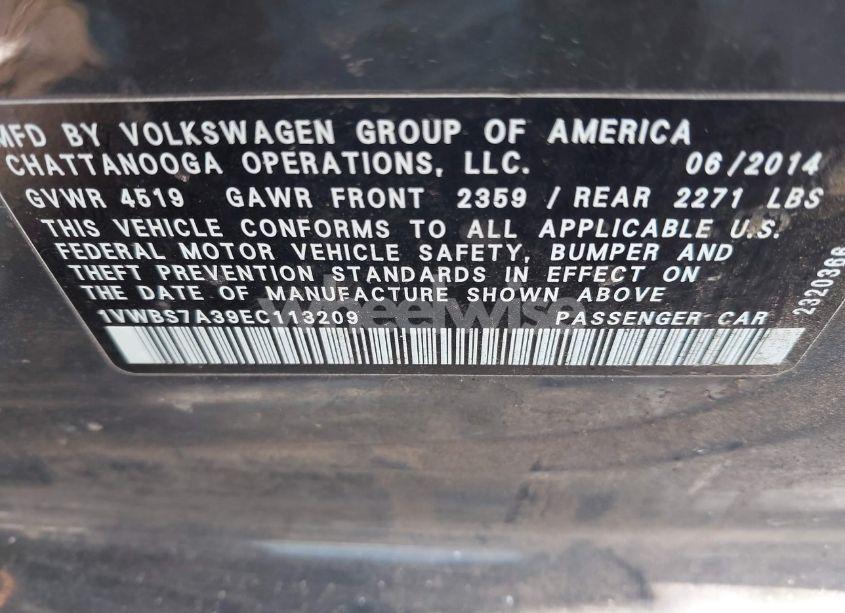 MFD BY VOLKSWAGEN GROUP OF AMERICA
CHATTANOOGA OPERATIONS, LLC. 06/2014
GVWR 4519 GAWR FRONT 2359 / REAR 2271 LBS
THIS VEHICLE CONFORMS TO ALL APPLICABLE U.S.
FEDERAL MOTOR VEHICLE SAFETY, BUMPER AND
THEFT PREVENTION STANDARDS IN EFFECT ON
THE DATE OF MANUFACTURE SHOWN ABOVE
1VWBS7A39EC113209 PASSENGER CAR
2320366
wheelwise